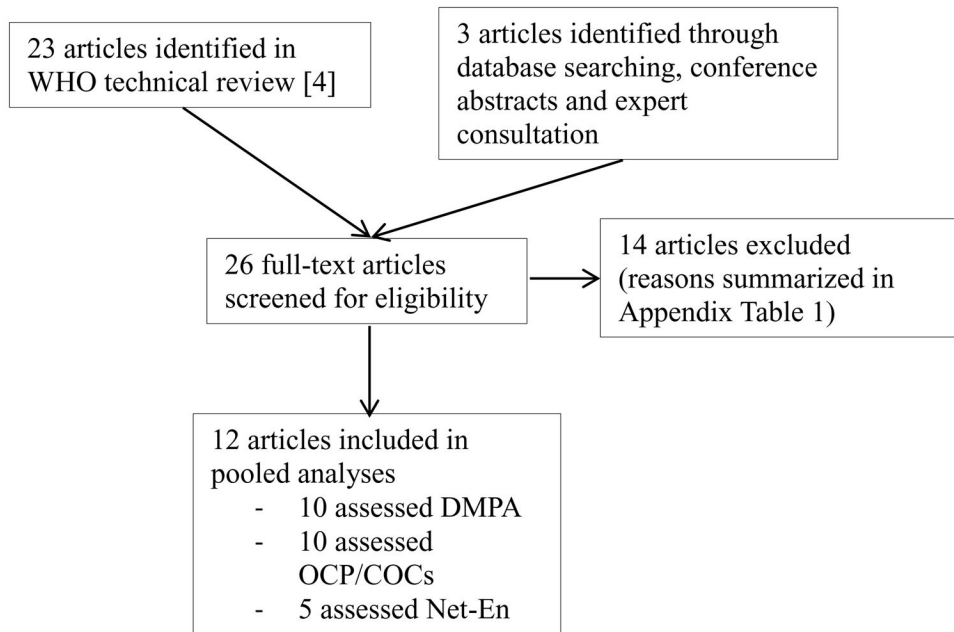 23 articles identified in
WHO technical review [4]
3 articles identified through
database searching, conference
abstracts and expert
consultation
26 full-text articles
screened for eligibility
14 articles excluded
(reasons summarized in
Appendix Table 1)
12 articles included in
pooled analyses
- 10 assessed DMPA
- 10 assessed
OCP/COCs
- 5 assessed Net-En